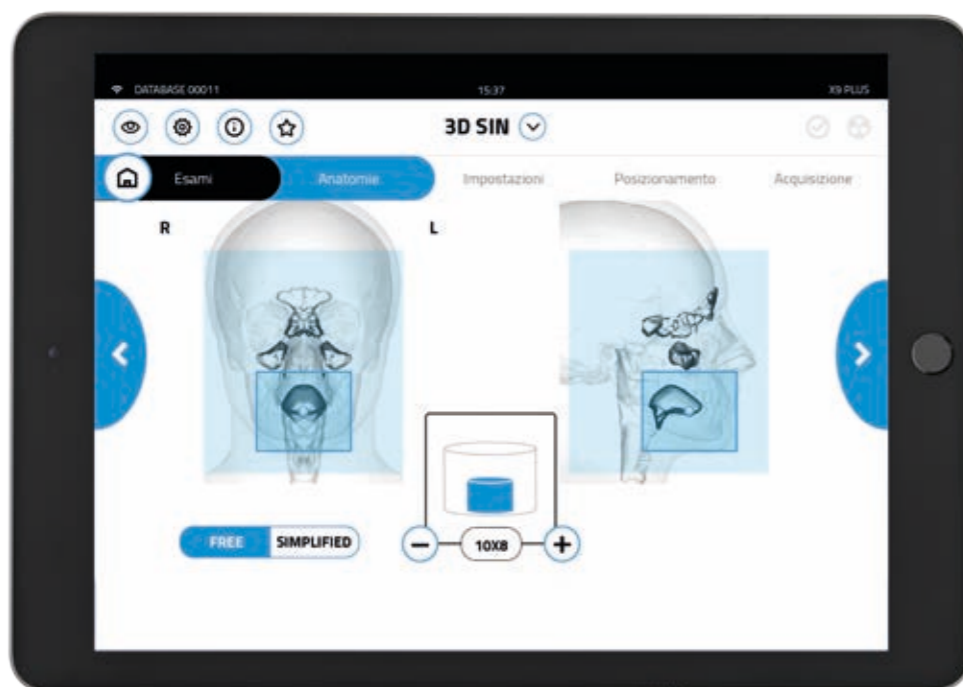 DATABASE 00011 15:37 X9 PLUS
3D SIN
Esami Anatomie Impostazioni Posizionamento Acquisizione
R L
FREE SIMPLIFIED
10X8